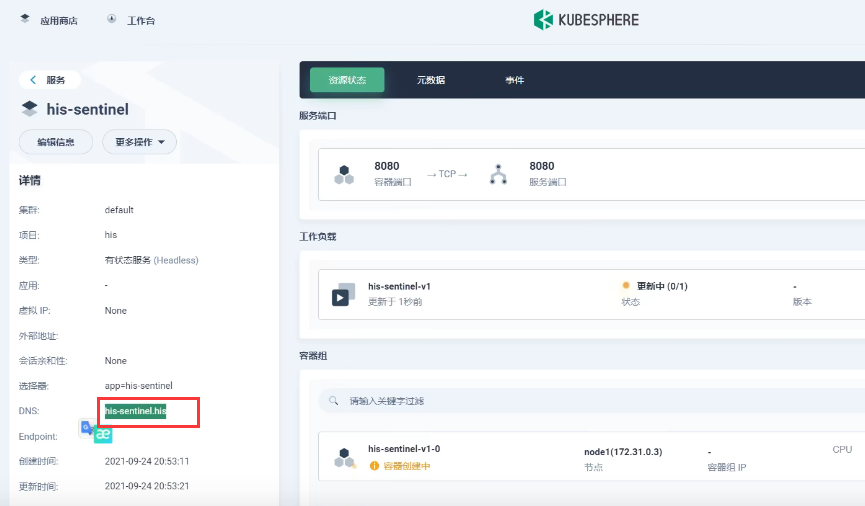 应用商店 工作台 KUBESPHERE
服务
his-sentinel
编辑信息 更多操作
详情
集群: default
项目: his
类型: 有状态服务 (Headless)
应用: -
虚拟 IP: None
外部地址:
会话亲和性: None
选择器: app=his-sentinel
DNS: his-sentinel.his
Endpoint:
创建时间: 2021-09-24 20:53:11
更新时间: 2021-09-24 20:53:21
资源状态 元数据 事件
服务端口
8080 → TCP → 8080
容器端口 服务端口
工作负载
his-sentinel-v1 更新中 (0/1) -
更新于 1秒前 状态 版本
容器组
请输入关键字过滤
his-sentinel-v1-0 node1(172.31.0.3) - CPU
容器创建中 节点 容器组 IP